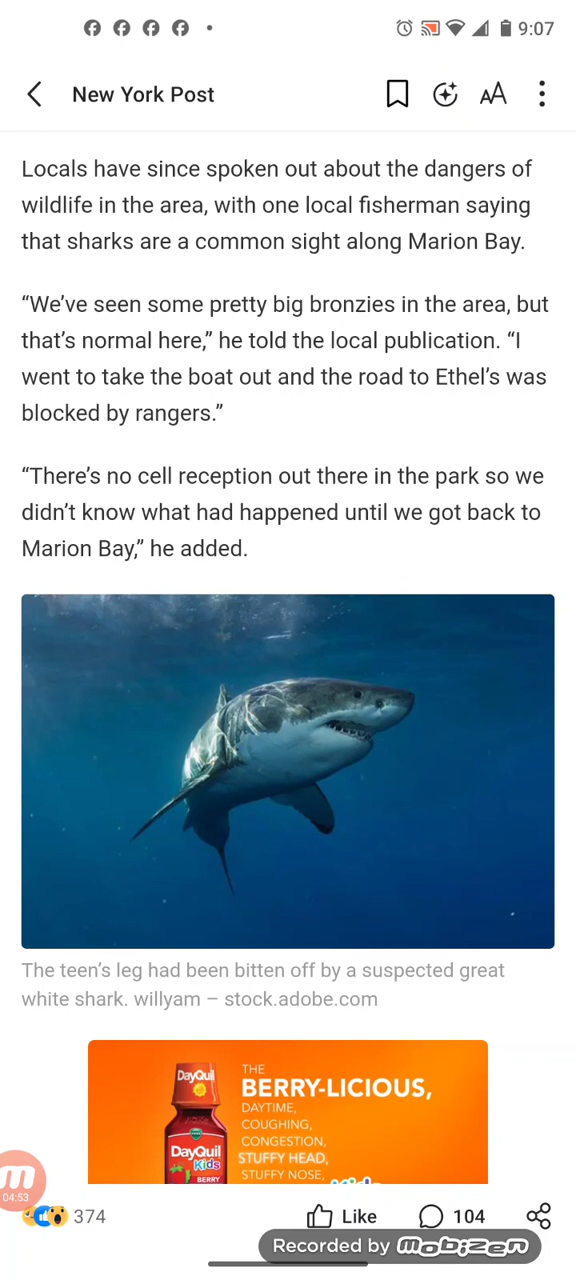 9:07
New York Post
AA
Locals have since spoken out about the dangers of
wildlife in the area, with one local fisherman saying
that sharks are a common sight along Marion Bay.
“We’ve seen some pretty big bronzies in the area, but
that’s normal here,” he told the local publication. “I
went to take the boat out and the road to Ethel’s was
blocked by rangers.”
“There’s no cell reception out there in the park so we
didn’t know what had happened until we got back to
Marion Bay,” he added.
The teen’s leg had been bitten off by a suspected great
white shark. willyam – stock.adobe.com
DayQuil
DayQuil
Kids
BERRY
THE
BERRY-LICIOUS,
DAYTIME,
COUGHING,
CONGESTION,
STUFFY HEAD,
STUFFY NOSE,
04:53
374
Like
104
Recorded by mobizen